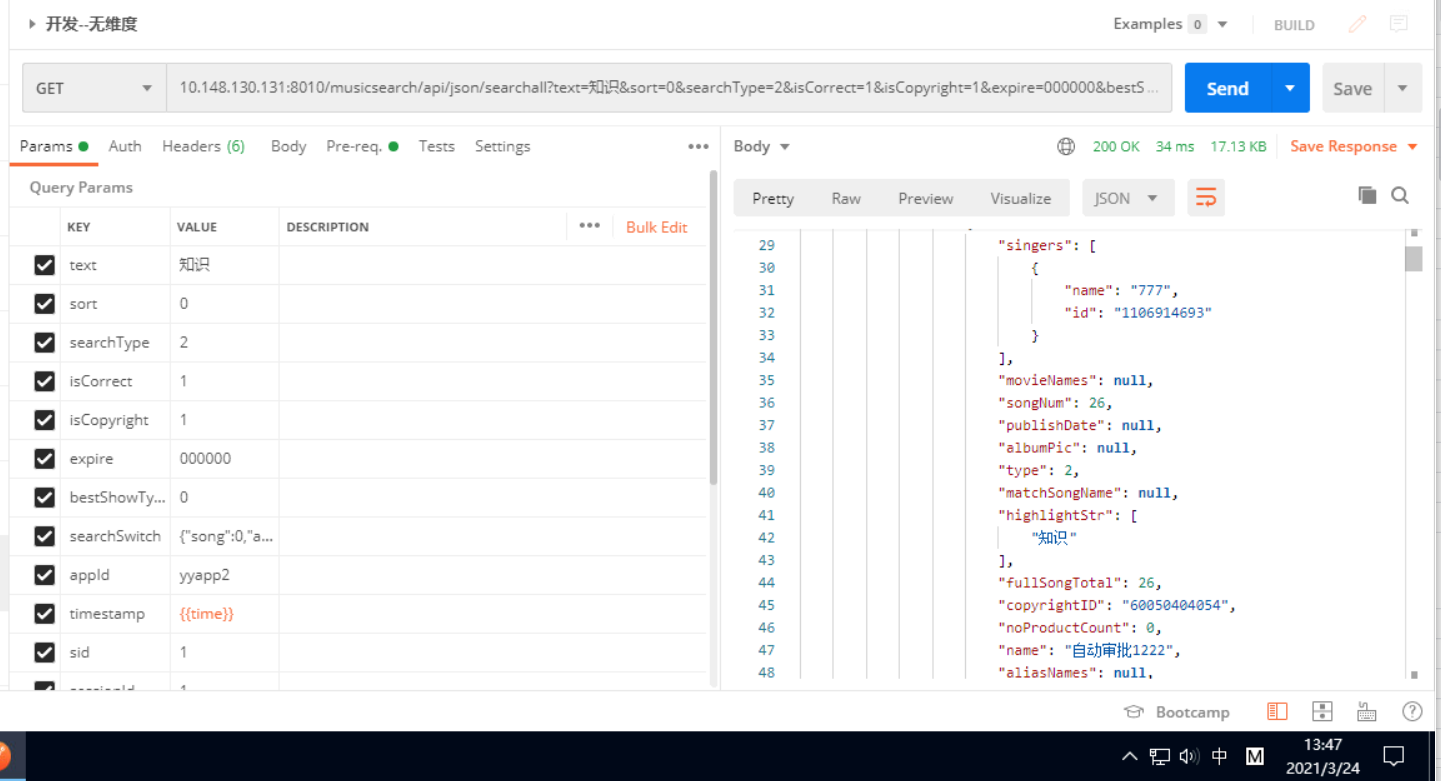 开发--无维度
Examples 0 BUILD
GET 10.148.130.131:8010/musicsearch/api/json/searchall?text=知识&sort=0&searchType=2&isCorrect=1&isCopyright=1&expire=000000&bestS... Send Save
Params Auth Headers (6) Body Pre-req. Tests Settings
Query Params
KEY VALUE DESCRIPTION Bulk Edit
text 知识
sort 0
searchType 2
isCorrect 1
isCopyright 1
expire 000000
bestShowTy... 0
searchSwitch {"song":0,"a...
appId yyapp2
timestamp {{time}}
sid 1
sessionId 1
Body 200 OK 34 ms 17.13 KB Save Response
Pretty Raw Preview Visualize JSON
29 "singers": [
30 {
31 "name": "777",
32 "id": "1106914693"
33 }
34 ],
35 "movieNames": null,
36 "songNum": 26,
37 "publishDate": null,
38 "albumPic": null,
39 "type": 2,
40 "matchSongName": null,
41 "highlightStr": [
42 "知识"
43 ],
44 "fullSongTotal": 26,
45 "copyrightID": "60050404054",
46 "noProductCount": 0,
47 "name": "自动审批1222",
48 "aliasNames": null,
Bootcamp
中 M
13:47
2021/3/24